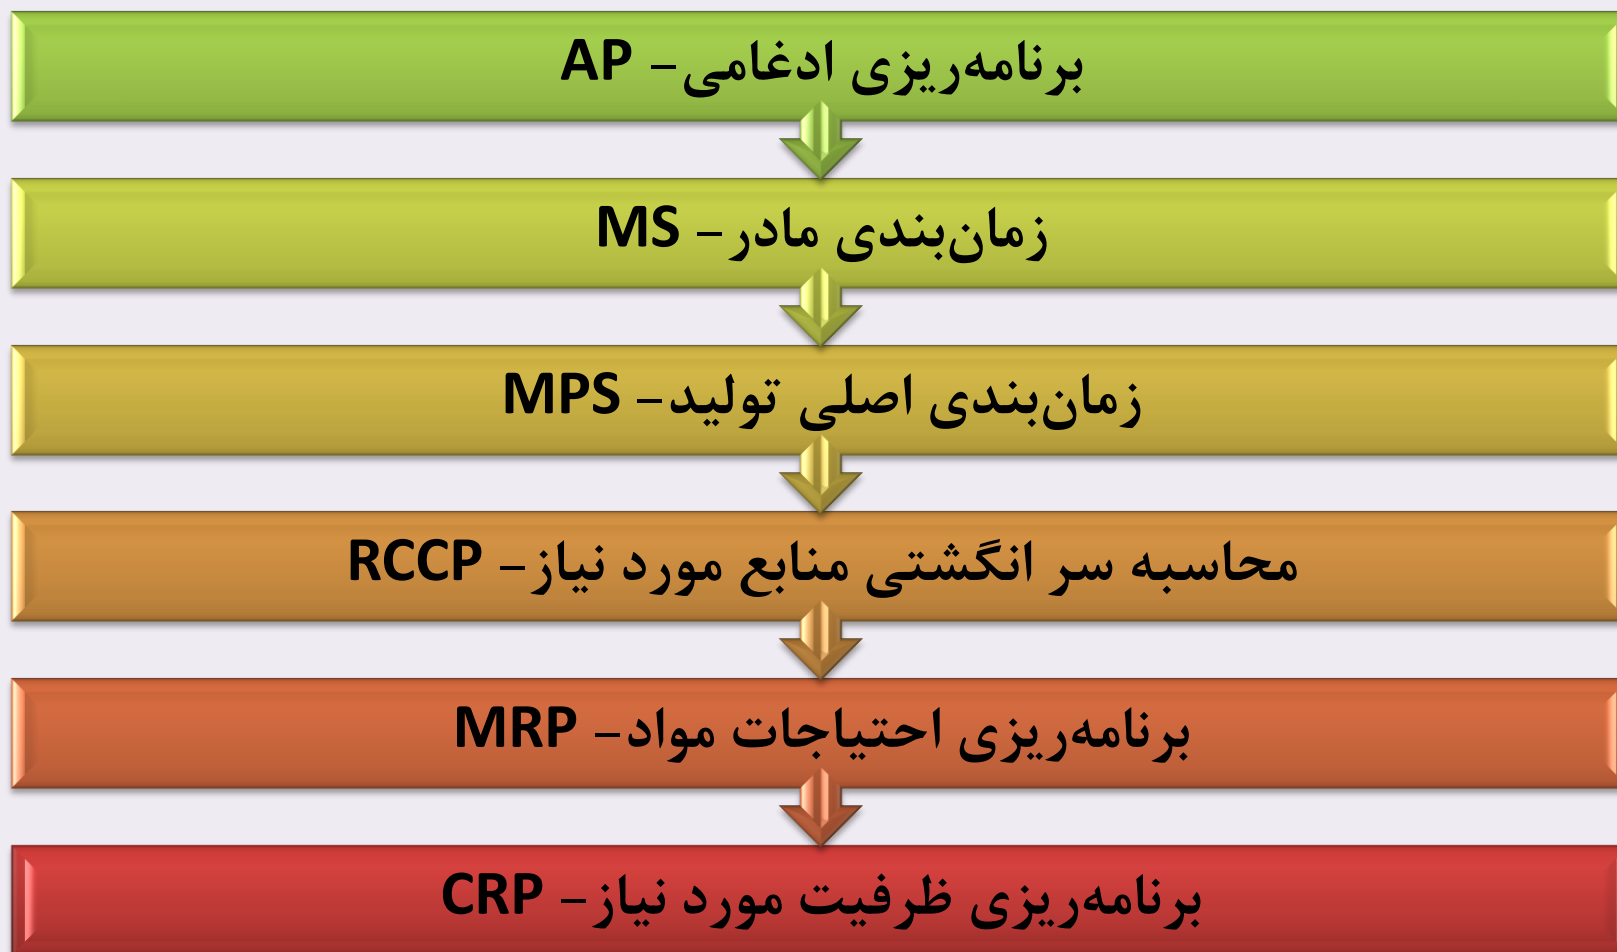 برنامه‌ریزی ادغامی – AP
زمان‌بندی مادر – MS
زمان‌بندی اصلی تولید – MPS
محاسبه سر انگشتی منابع مورد نیاز – RCCP
برنامه‌ریزی احتیاجات مواد – MRP
برنامه‌ریزی ظرفیت مورد نیاز – CRP